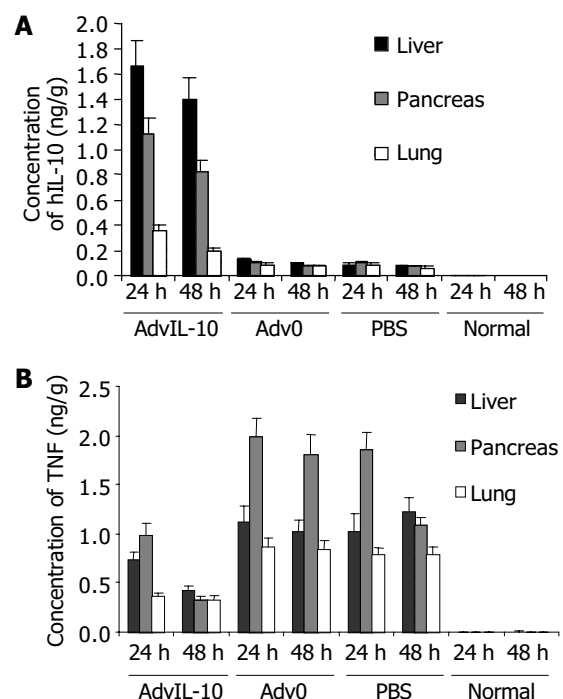 A
Concentration
of hIL-10 (ng/g)
2.0
1.8
1.6
1.4
1.2
1.0
0.8
0.6
0.4
0.2
0.0
Liver
Pancreas
Lung
24 h 48 h 24 h 48 h 24 h 48 h 24 h 48 h
AdvIL-10 Adv0 PBS Normal
B
Concentration of TNF (ng/g)
2.5
2.0
1.5
1.0
0.5
0.0
Liver
Pancreas
Lung
24 h 48 h 24 h 48 h 24 h 48 h 24 h 48 h
AdvIL-10 Adv0 PBS Normal